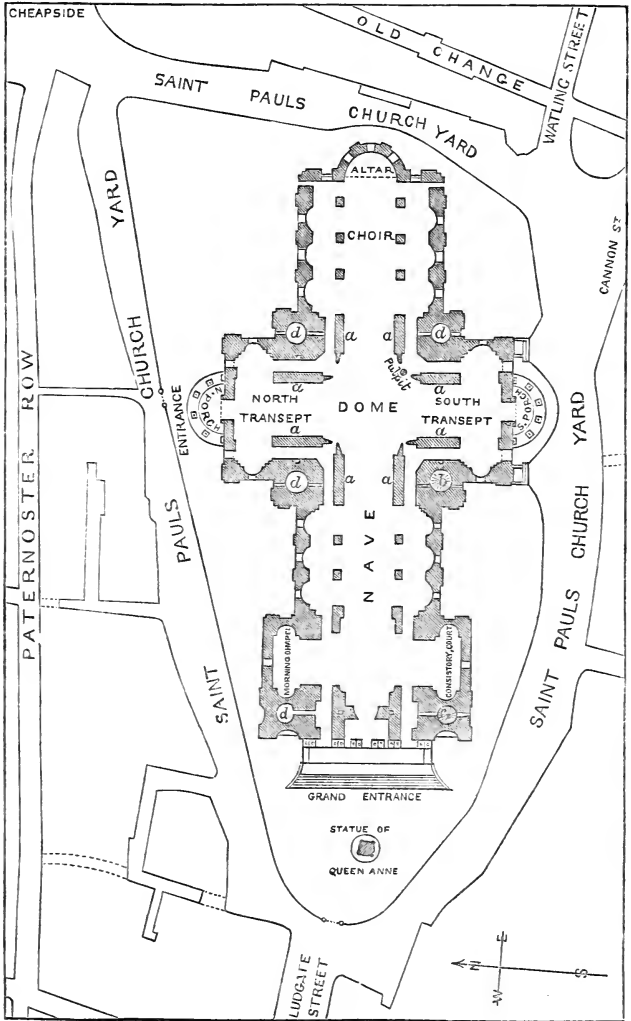 CHEAPSIDE
OLD CHANGE
WATLING STREET
SAINT PAULS CHURCH YARD
CANNON ST
ALTAR
CHOIR
d
a
a
d
Pulpit
a
a
N. PORCH
ENTRANCE
NORTH TRANSEPT
DOME
SOUTH TRANSEPT
S. PORCH
a
a
d
a
a
NAVE
PATERNOSTER ROW
SAINT PAULS CHURCH YARD
SAINT PAULS CHURCH YARD
MORNING CHAPEL
CONSISTORY COURT
d
GRAND ENTRANCE
STATUE OF
QUEEN ANNE
LUDGATE
STREET
N
E
W
S